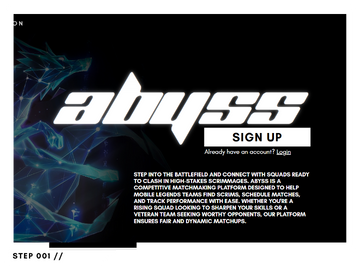 ON
abyss
SIGN UP
Already have an account? Login
STEP INTO THE BATTLEFIELD AND CONNECT WITH SQUADS READY
TO CLASH IN HIGH-STAKES SCRIMMAGES. ABYSS IS A
COMPETITIVE MATCHMAKING PLATFORM DESIGNED TO HELP
MOBILE LEGENDS TEAMS FIND SCRIMS, SCHEDULE MATCHES,
AND TRACK PERFORMANCE WITH EASE. WHETHER YOU'RE A
RISING SQUAD LOOKING TO SHARPEN YOUR SKILLS OR A
VETERAN TEAM SEEKING WORTHY OPPONENTS, OUR PLATFORM
ENSURES FAIR AND DYNAMIC MATCHUPS.
STEP 001 //